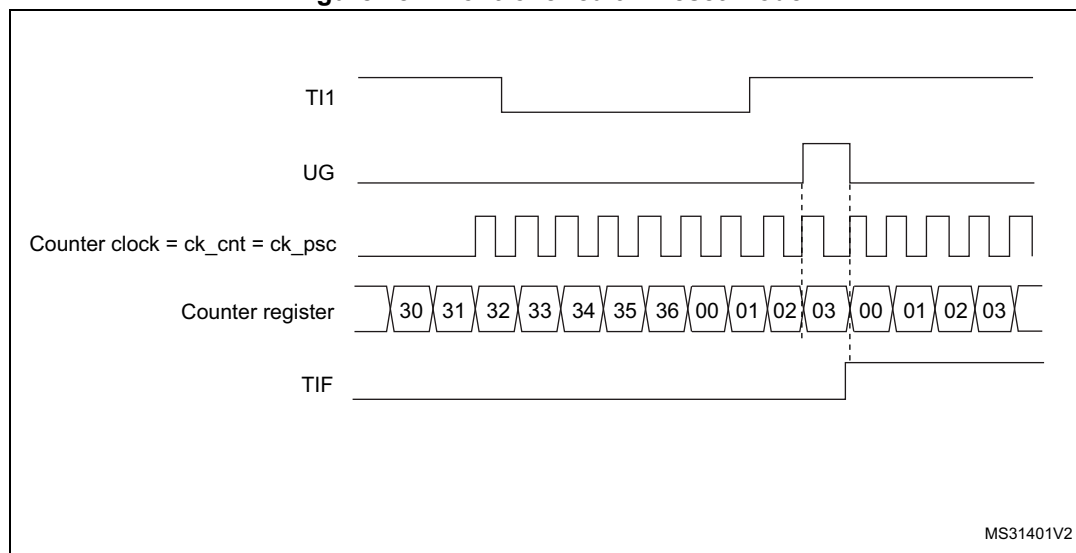 TI1
UG
Counter clock = ck_cnt = ck_psc
Counter register 30 31 32 33 34 35 36 00 01 02 03 00 01 02 03
TIF
MS31401V2